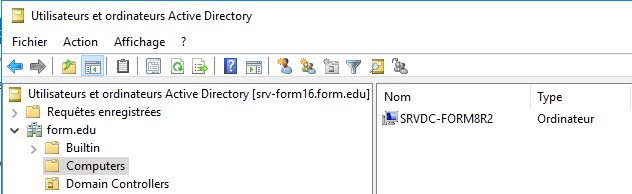 Utilisateurs et ordinateurs Active Directory
Fichier Action Affichage ?
Utilisateurs et ordinateurs Active Directory [srv-form16.form.edu]
Requêtes enregistrées
form.edu
Builtin
Computers
Domain Controllers
Nom Type
SRVDC-FORM8R2 Ordinateur